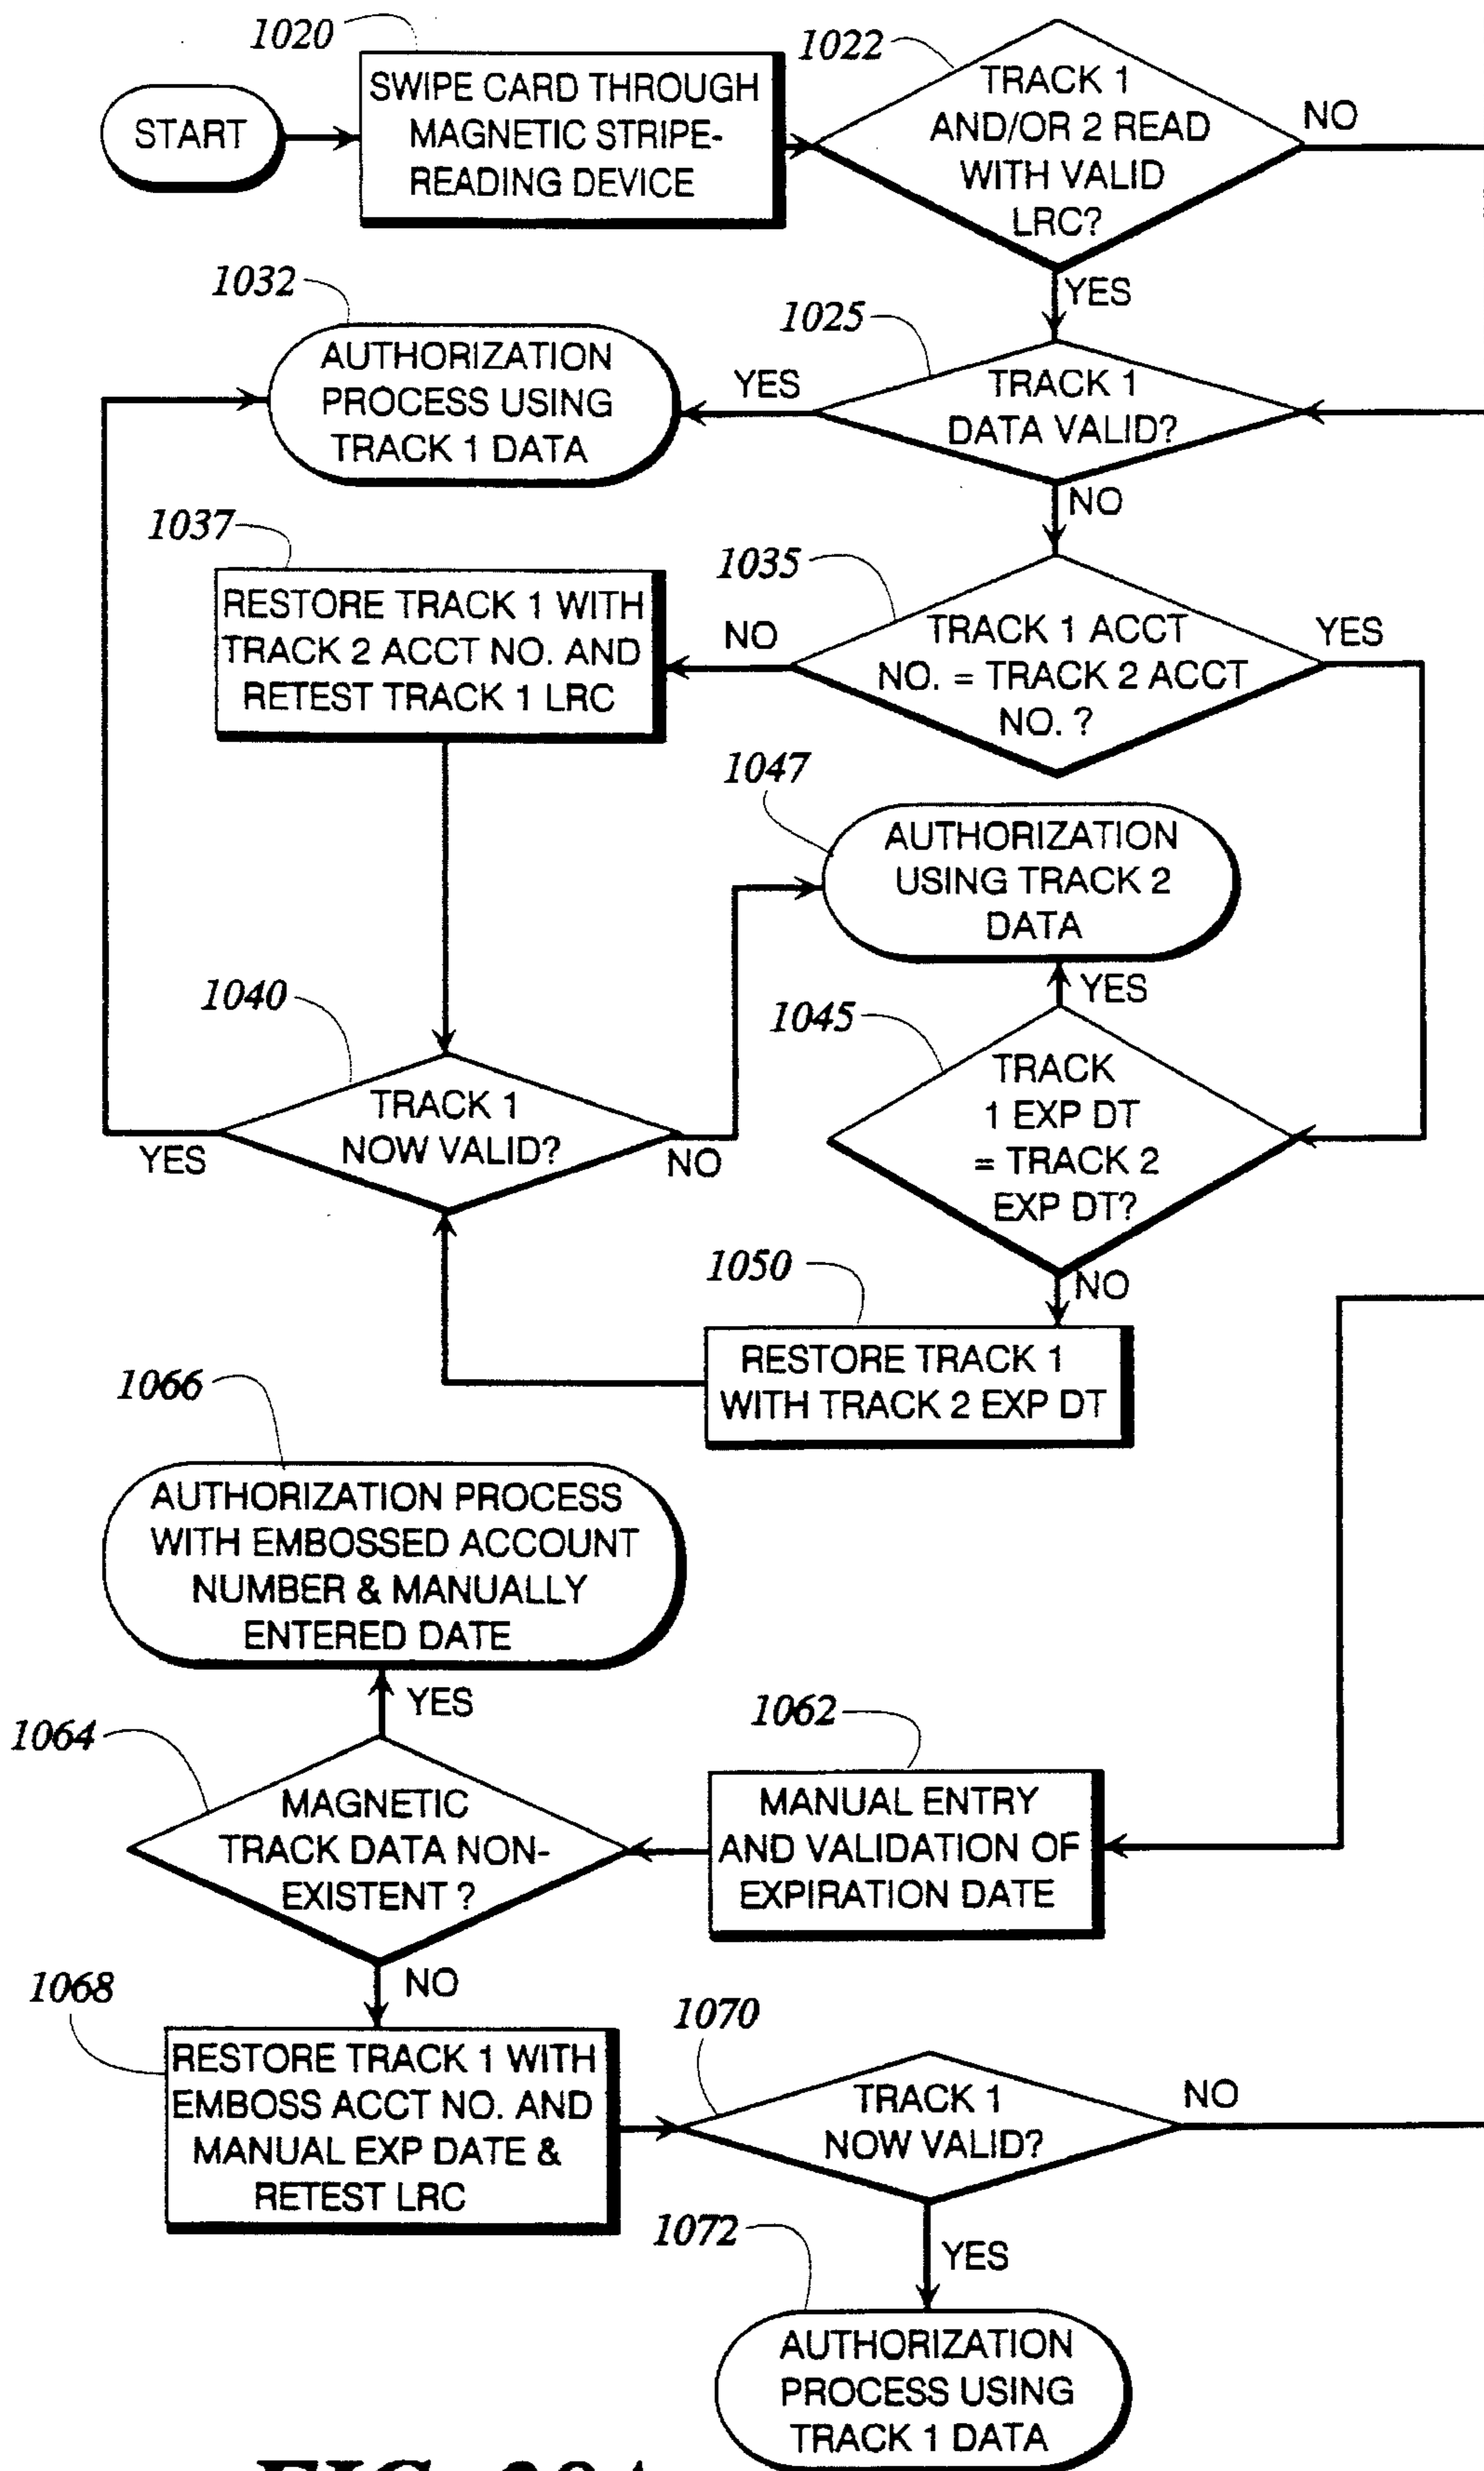 1020
SWIPE CARD THROUGH
MAGNETIC STRIPE-
READING DEVICE
START
1022
TRACK 1
AND/OR 2 READ
WITH VALID
LRC?
NO
YES
1032
AUTHORIZATION
PROCESS USING
TRACK 1 DATA
YES
1025
TRACK 1
DATA VALID?
NO
1037
RESTORE TRACK 1 WITH
TRACK 2 ACCT NO. AND
RETEST TRACK 1 LRC
NO
1035
TRACK 1 ACCT
NO. = TRACK 2 ACCT
NO. ?
YES
1047
AUTHORIZATION
USING TRACK 2
DATA
YES
1040
TRACK 1
NOW VALID?
YES
NO
1045
TRACK
1 EXP DT
= TRACK 2
EXP DT?
NO
1050
RESTORE TRACK 1
WITH TRACK 2 EXP DT
1066
AUTHORIZATION PROCESS
WITH EMBOSSED ACCOUNT
NUMBER & MANUALLY
ENTERED DATE
YES
1064
MAGNETIC
TRACK DATA NON-
EXISTENT ?
1062
MANUAL ENTRY
AND VALIDATION OF
EXPIRATION DATE
NO
1068
RESTORE TRACK 1 WITH
EMBOSS ACCT NO. AND
MANUAL EXP DATE &
RETEST LRC
1070
TRACK 1
NOW VALID?
NO
YES
1072
AUTHORIZATION
PROCESS USING
TRACK 1 DATA